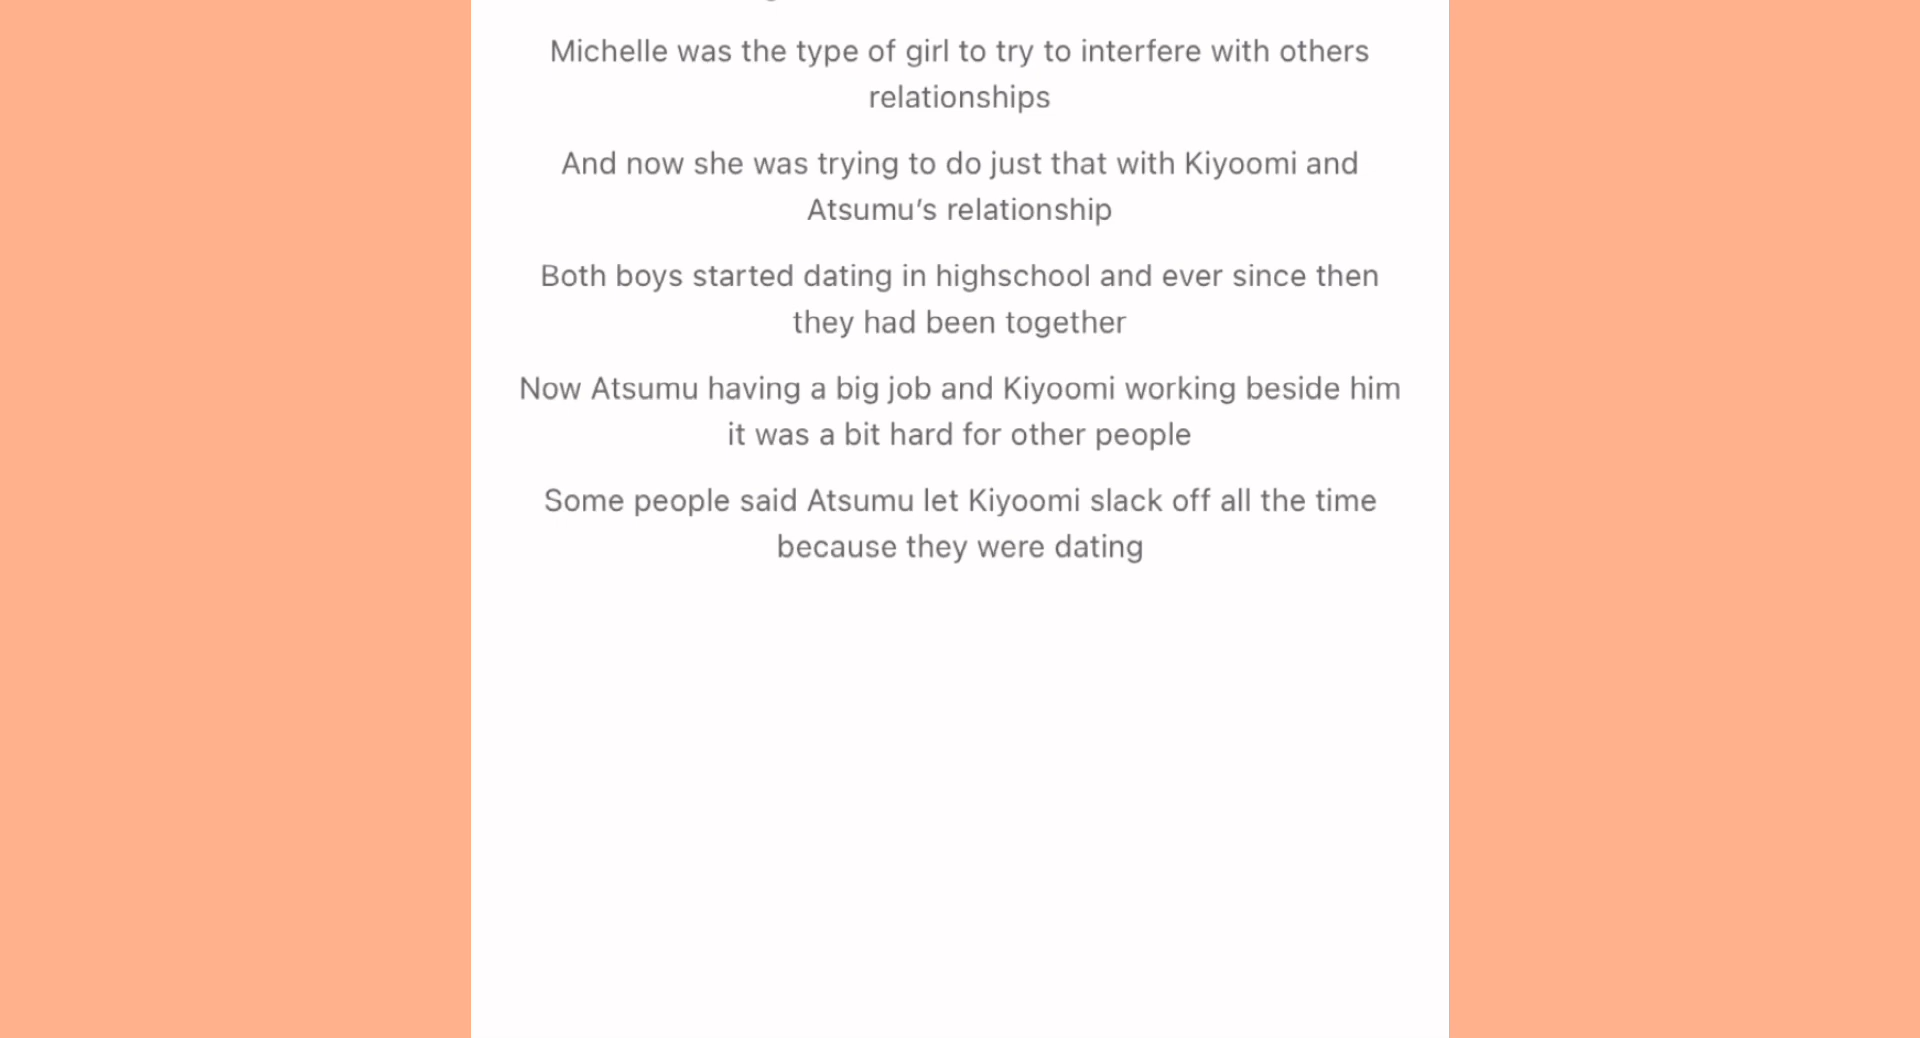 Michelle was the type of girl to try to interfere with others
relationships
And now she was trying to do just that with Kiyoomi and
Atsumu’s relationship
Both boys started dating in highschool and ever since then
they had been together
Now Atsumu having a big job and Kiyoomi working beside him
it was a bit hard for other people
Some people said Atsumu let Kiyoomi slack off all the time
because they were dating